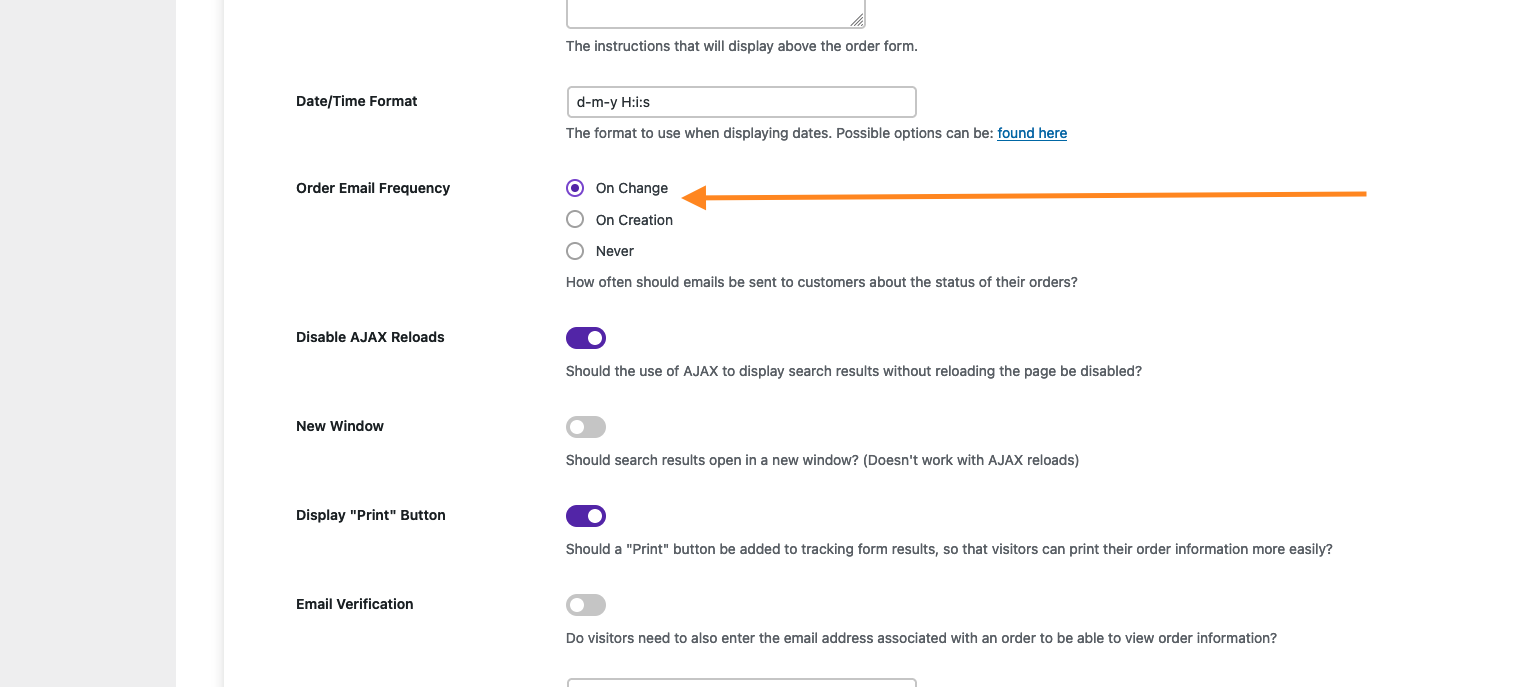 The instructions that will display above the order form.
Date/Time Format
d-m-y H:i:s
The format to use when displaying dates. Possible options can be: found here
Order Email Frequency
On Change
On Creation
Never
How often should emails be sent to customers about the status of their orders?
Disable AJAX Reloads
Should the use of AJAX to display search results without reloading the page be disabled?
New Window
Should search results open in a new window? (Doesn't work with AJAX reloads)
Display "Print" Button
Should a "Print" button be added to tracking form results, so that visitors can print their order information more easily?
Email Verification
Do visitors need to also enter the email address associated with an order to be able to view order information?